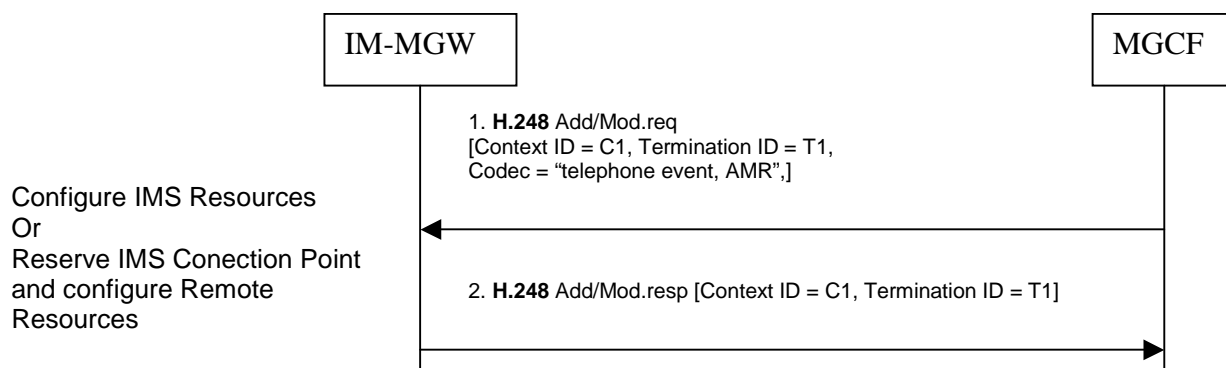 IM-MGW
MGCF
1. H.248 Add/Mod.req
[Context ID = C1, Termination ID = T1,
Codec = “telephone event, AMR”,]
Configure IMS Resources
Or
Reserve IMS Conection Point
and configure Remote
Resources
2. H.248 Add/Mod.resp [Context ID = C1, Termination ID = T1]